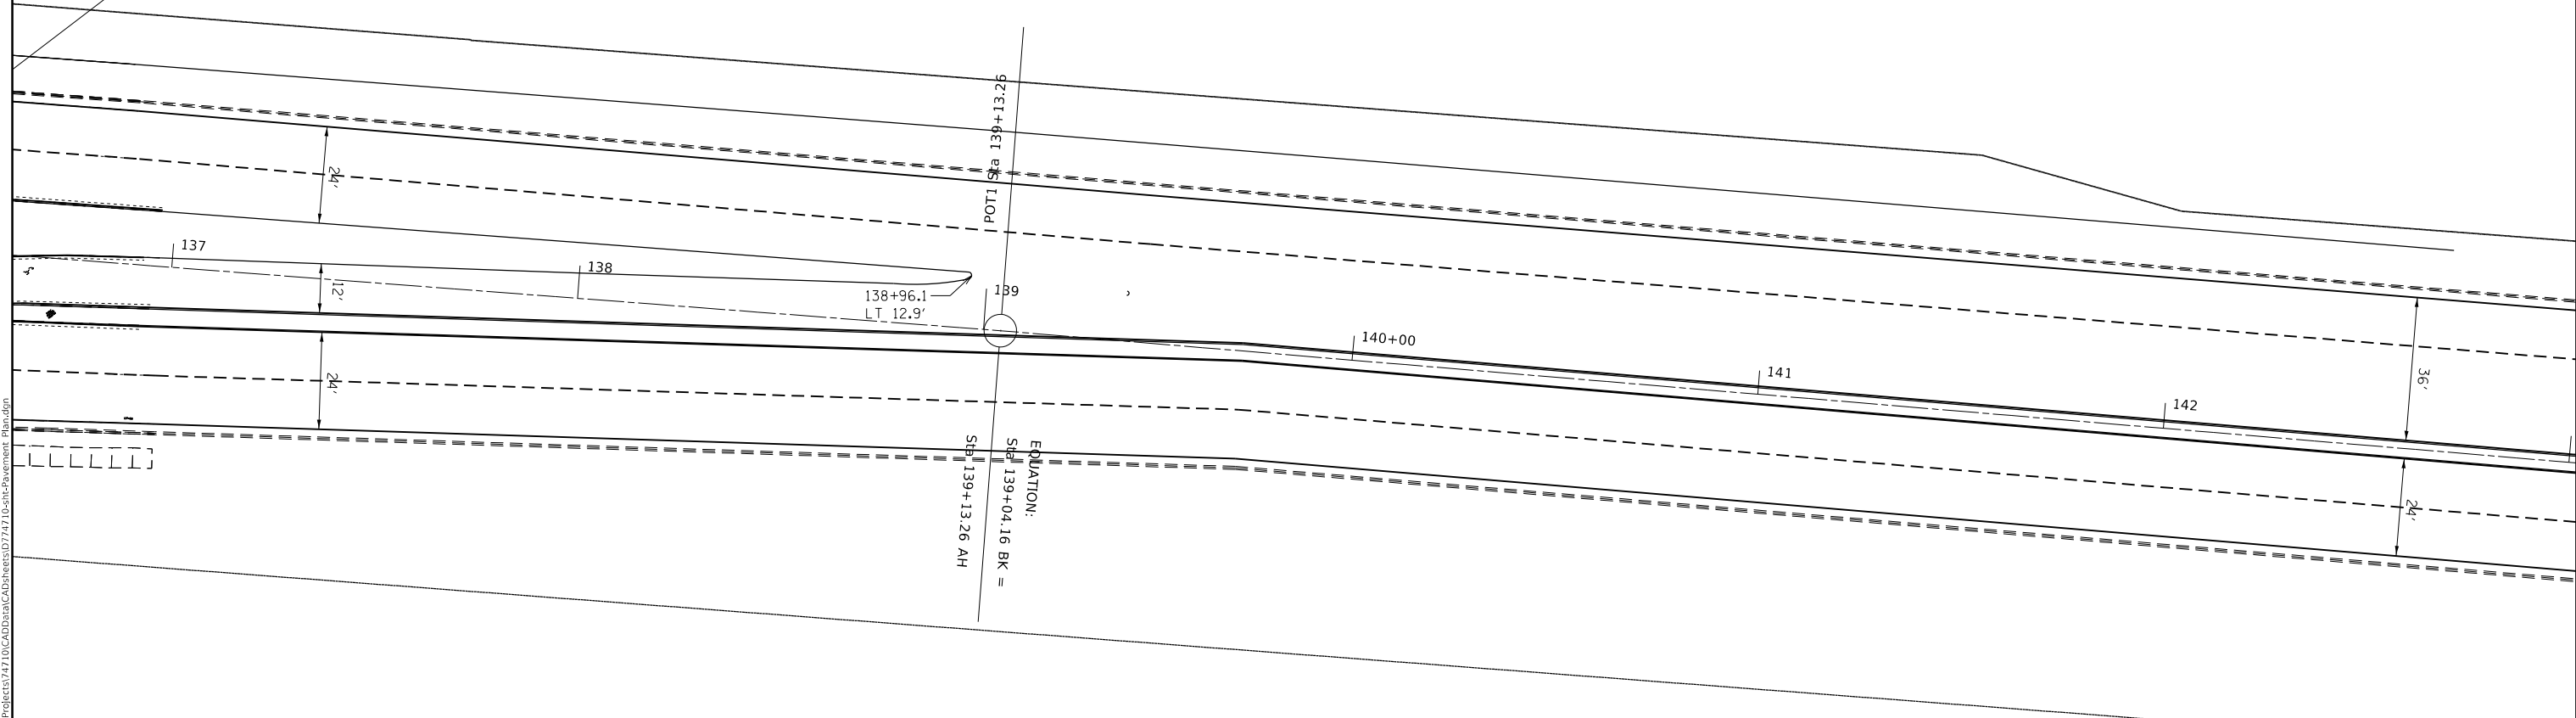 POT1 Sta 139+13.26
24'
137
138
12'
138+96.1
LT 12.9'
139
140+00
141
142
36'
24'
24'
EQUATION:
Sta 139+04.16 BK =
Sta 139+13.26 AH
Projects\74710\CADData\CADsheets\D774710-sht-Pavement Plan.dgn